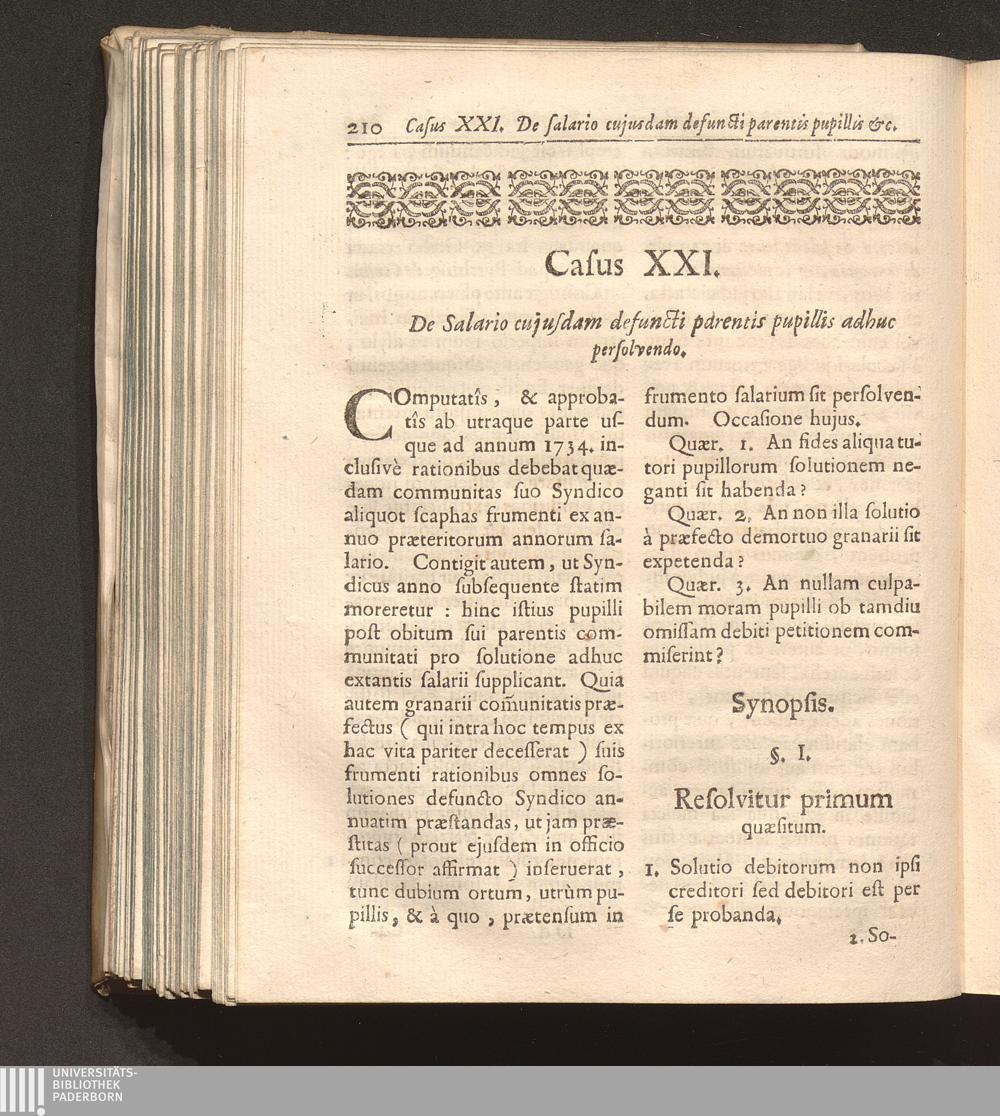 210 Caſus XXI. De ſalario cujusdam defuncti parentis pupillis &c.
Caſus XXI.
De Salario cujuſdam defuncti parentis pupillis adhuc
perſolvendo.
COmputatîs, & approba-
tîs ab utraque parte uſ-
que ad annum 1734. in-
cluſivè rationibus debebat quæ-
dam communitas ſuo Syndico
aliquot ſcaphas frumenti ex an-
nuo præteritorum annorum ſa-
lario. Contigit autem, ut Syn-
dicus anno ſubſequente ſtatim
moreretur : hinc iſtius pupilli
poſt obitum ſui parentis com-
munitati pro ſolutione adhuc
extantis ſalarii ſupplicant. Quia
autem granarii com̃unitatis præ-
fectus ( qui intra hoc tempus ex
hac vita pariter deceſſerat ) ſuis
frumenti rationibus omnes ſo-
lutiones defuncto Syndico an-
nuatim præſtandas, ut jam præ-
ſtitas ( prout ejuſdem in officio
ſucceſſor affirmat ) inſeruerat,
tunc dubium ortum, utrùm pu-
pillis, & à quo, prætenſum in
frumento ſalarium ſit perſolven-
dum. Occaſione hujus.
Quær. 1. An fides aliqua tu-
tori pupillorum ſolutionem ne-
ganti ſit habenda?
Quær. 2. An non illa ſolutio
à præfecto demortuo granarii ſit
expetenda?
Quær. 3. An nullam culpa-
bilem moram pupilli ob tamdiu
omiſſam debiti petitionem com-
miſerint?
Synopſis.
§. I.
Reſolvitur primum
quæſitum.
1. Solutio debitorum non ipſi
creditori ſed debitori eſt per
ſe probanda.
2. So-
UNIVERSITÄTS-
BIBLIOTHEK
PADERBORN